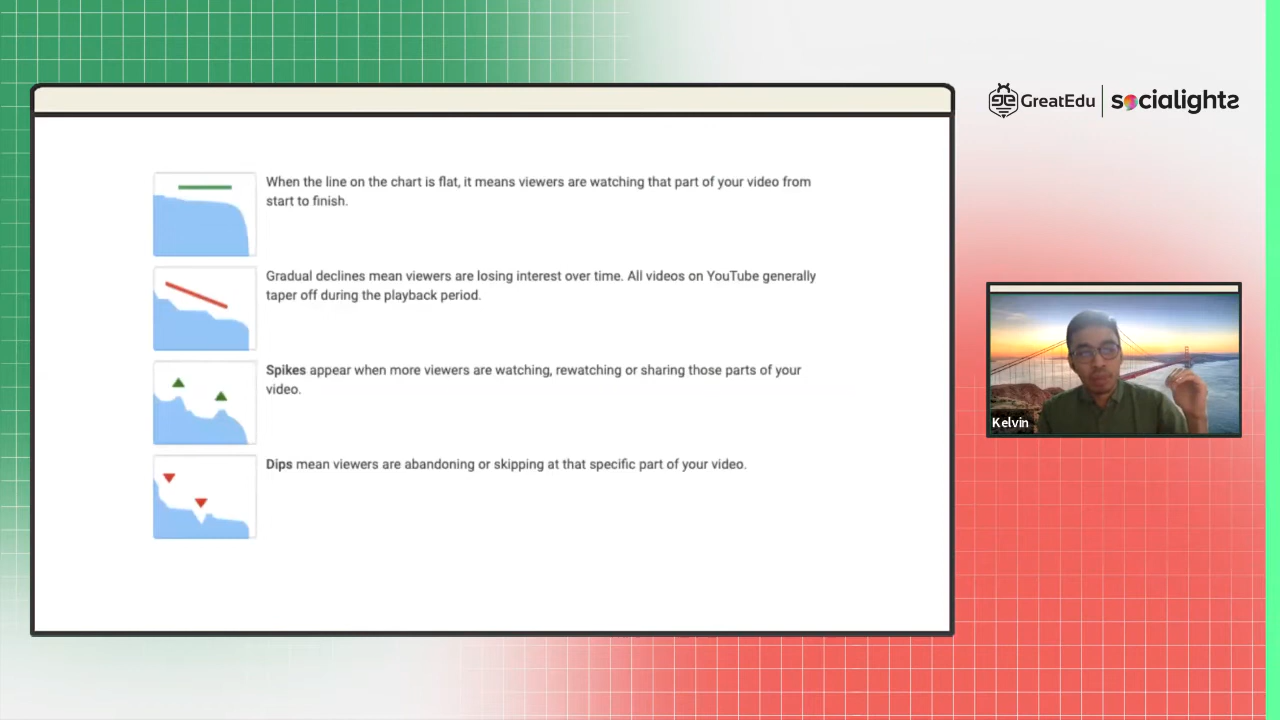 GreatEdu
socialights
When the line on the chart is flat, it means viewers are watching that part of your video from
start to finish.
Gradual declines mean viewers are losing interest over time. All videos on YouTube generally
taper off during the playback period.
Spikes appear when more viewers are watching, rewatching or sharing those parts of your
video.
Dips mean viewers are abandoning or skipping at that specific part of your video.
Kelvin